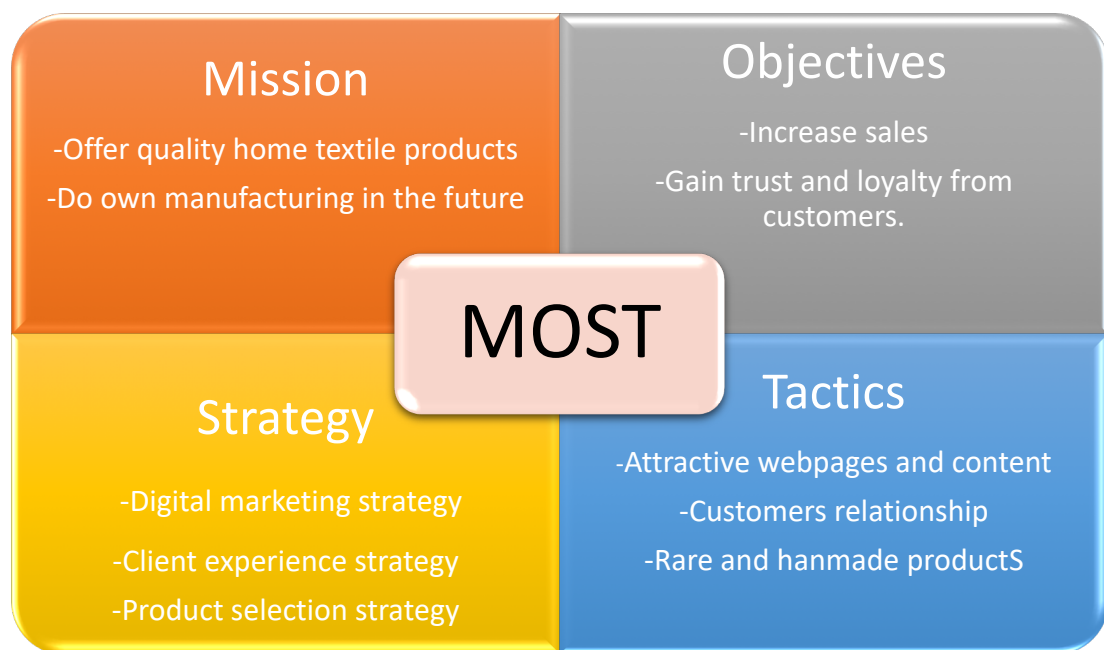 Mission
-Offer quality home textile products
-Do own manufacturing in the future
Objectives
-Increase sales
-Gain trust and loyalty from
customers.
MOST
Strategy
-Digital marketing strategy
-Client experience strategy
-Product selection strategy
Tactics
-Attractive webpages and content
-Customers relationship
-Rare and hanmade productS